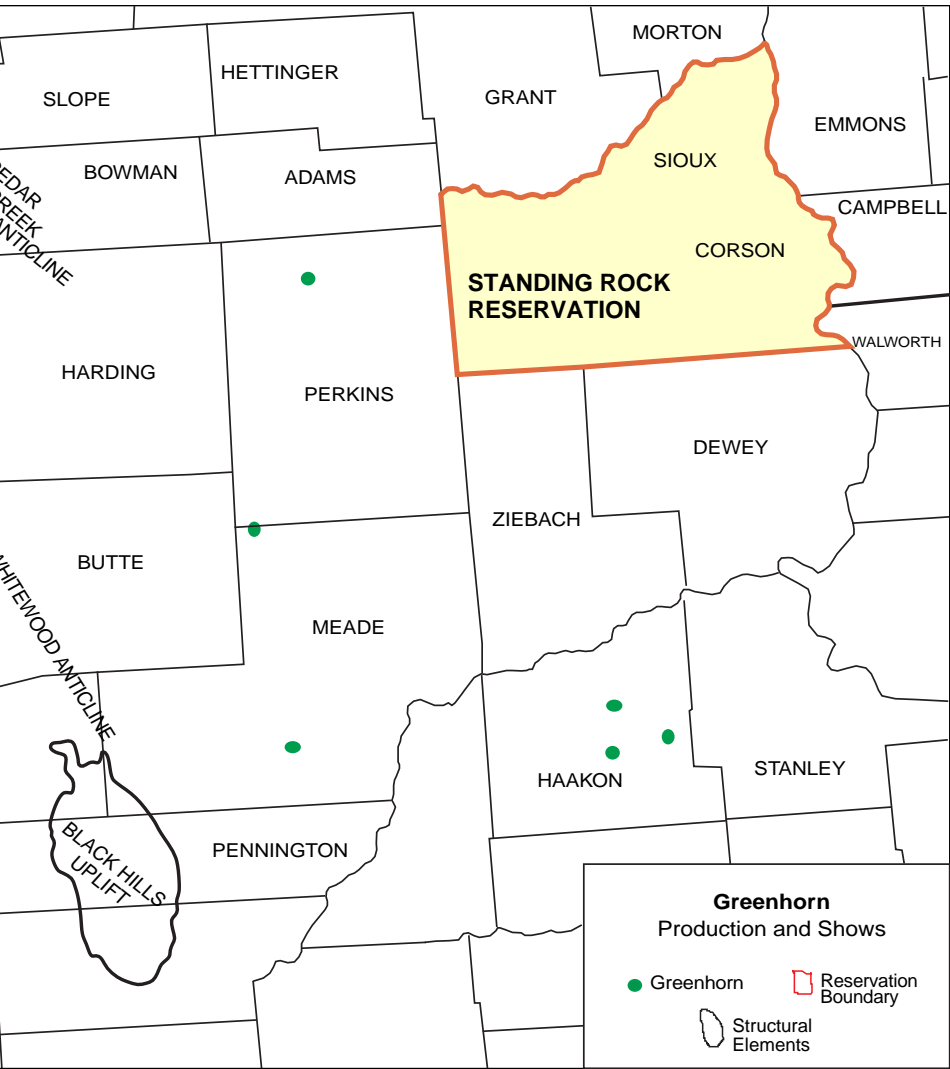 MORTON
HETTINGER
SLOPE
GRANT
EMMONS
SIOUX
BOWMAN
ADAMS
CREEK
ANTICLINE
CAMPBELL
CORSON
STANDING ROCK
RESERVATION
WALWORTH
HARDING
PERKINS
DEWEY
ZIEBACH
BUTTE
WHITEWOOD ANTICLINE
MEADE
HAAKON
STANLEY
BLACK HILLS
UPLIFT
PENNINGTON
Greenhorn
Production and Shows
Greenhorn
Reservation
Boundary
Structural
Elements